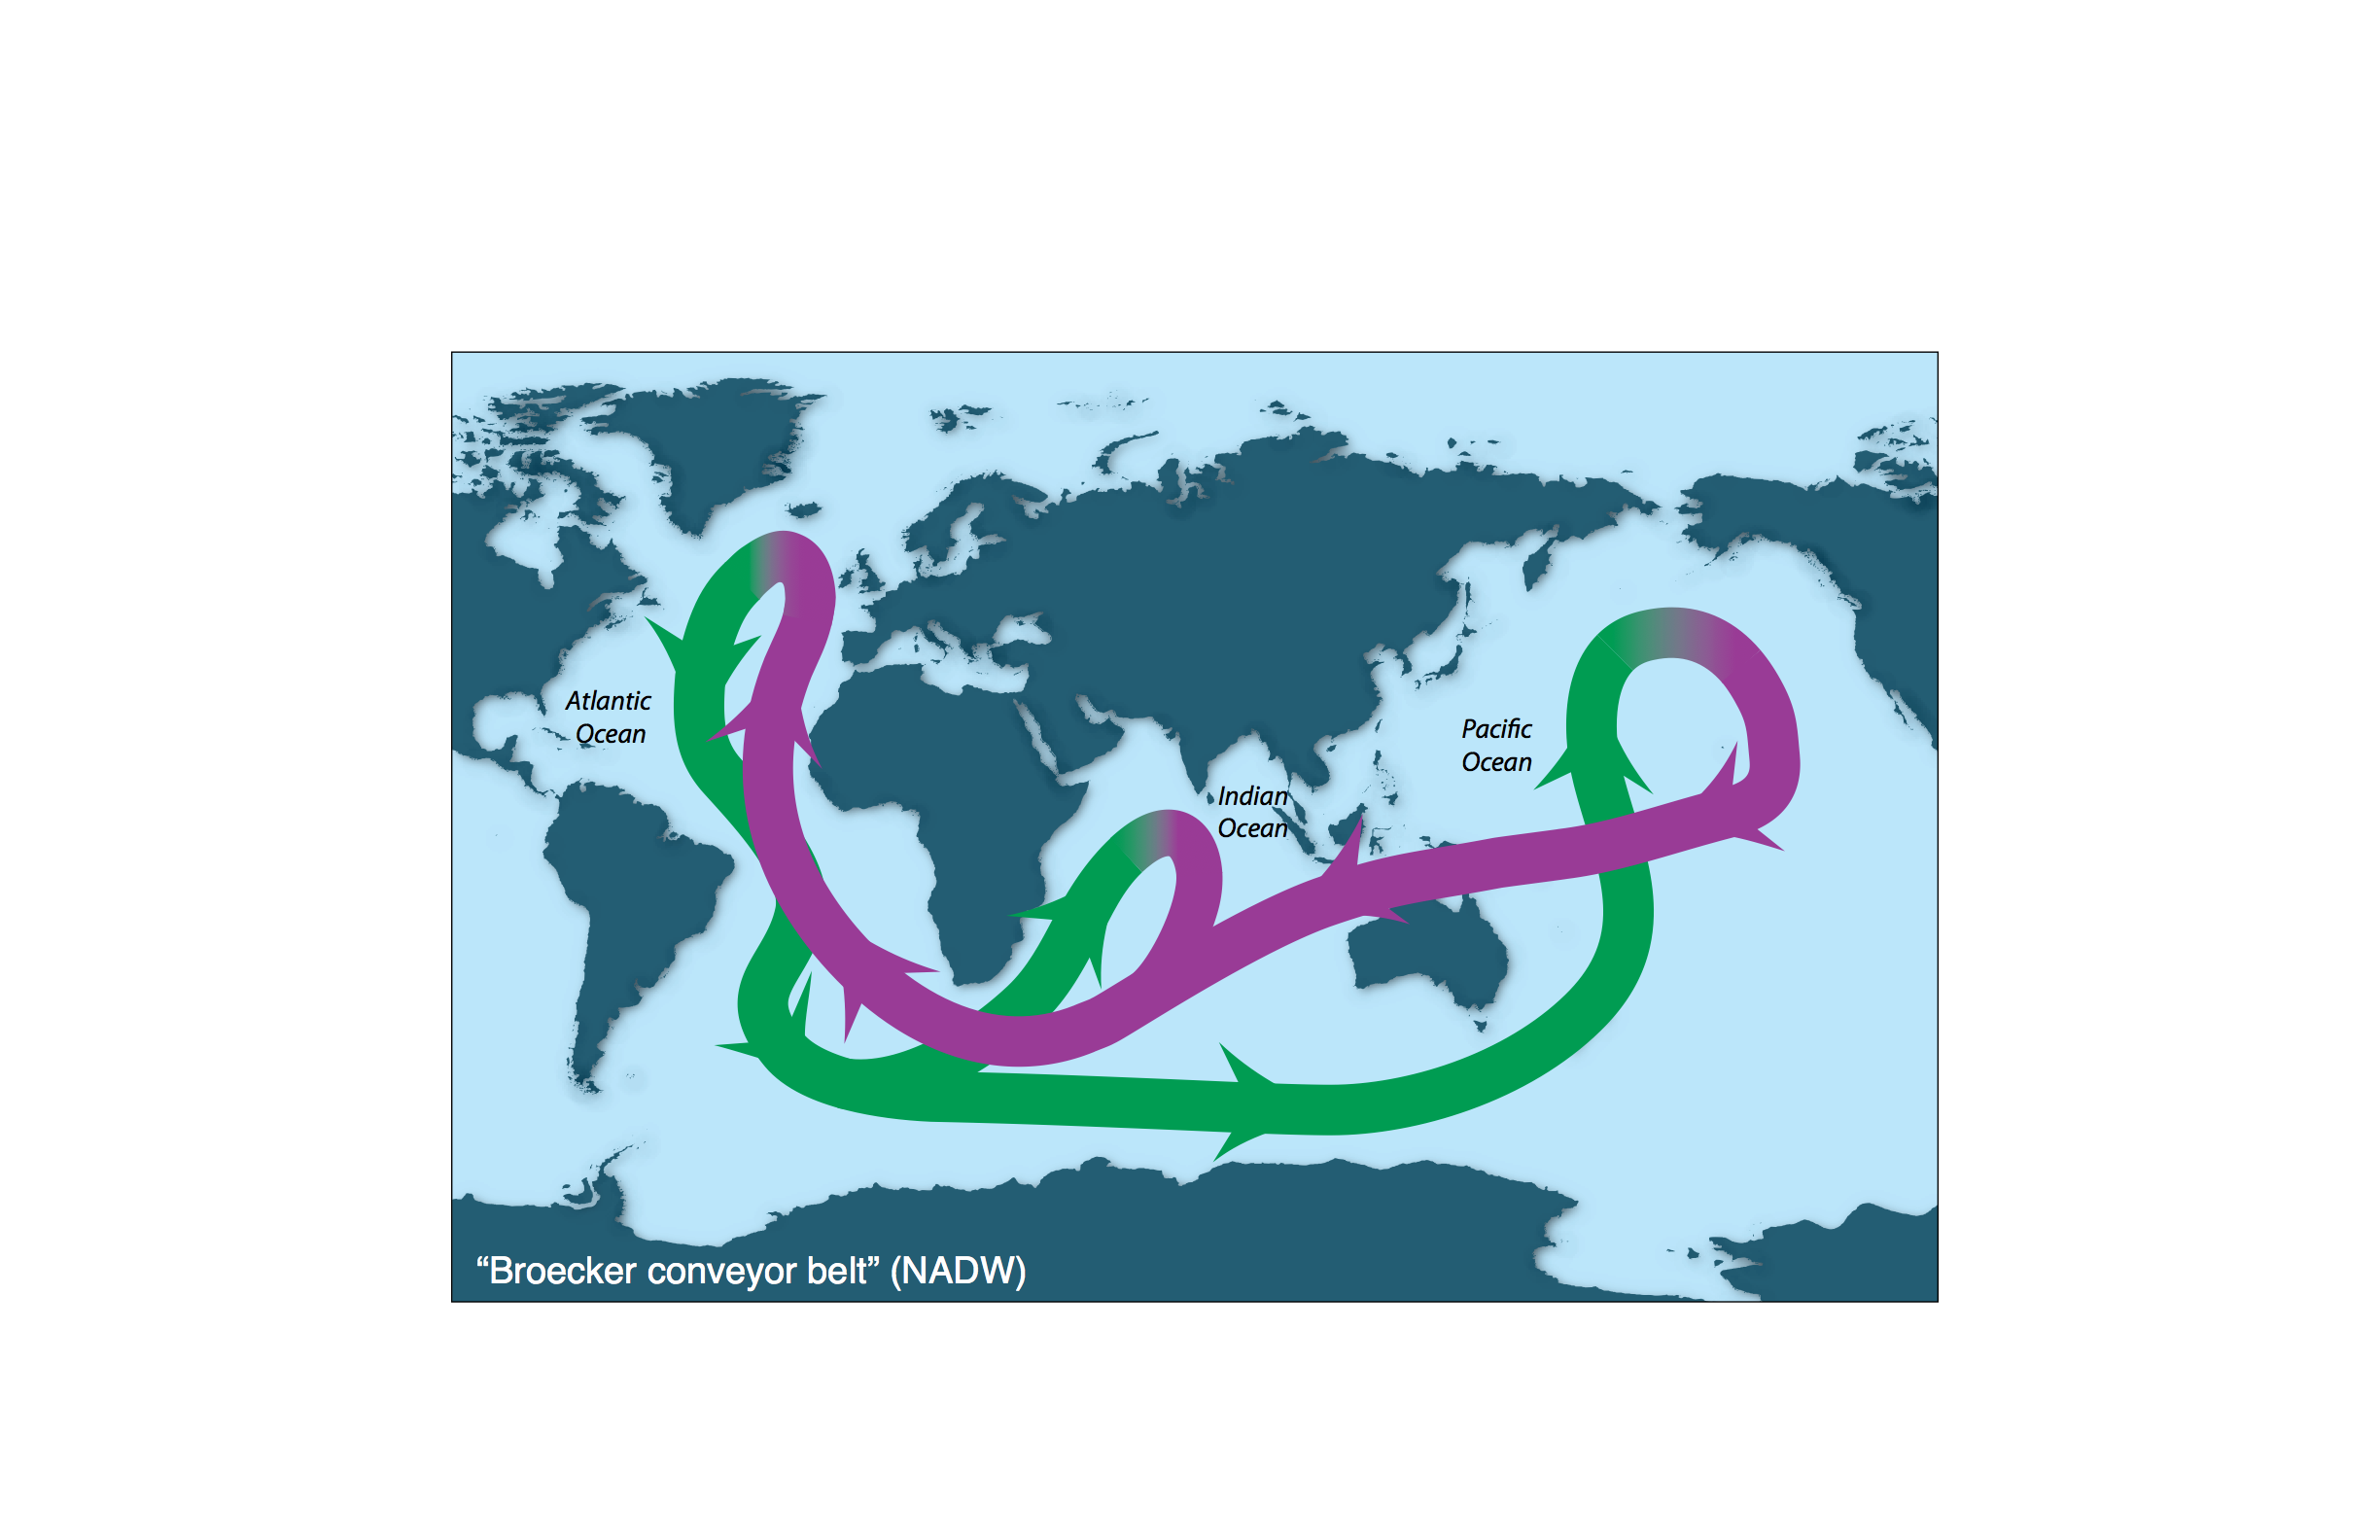 Atlantic
Ocean
Pacific
Ocean
Indian
Ocean
“Broecker conveyor belt” (NADW)